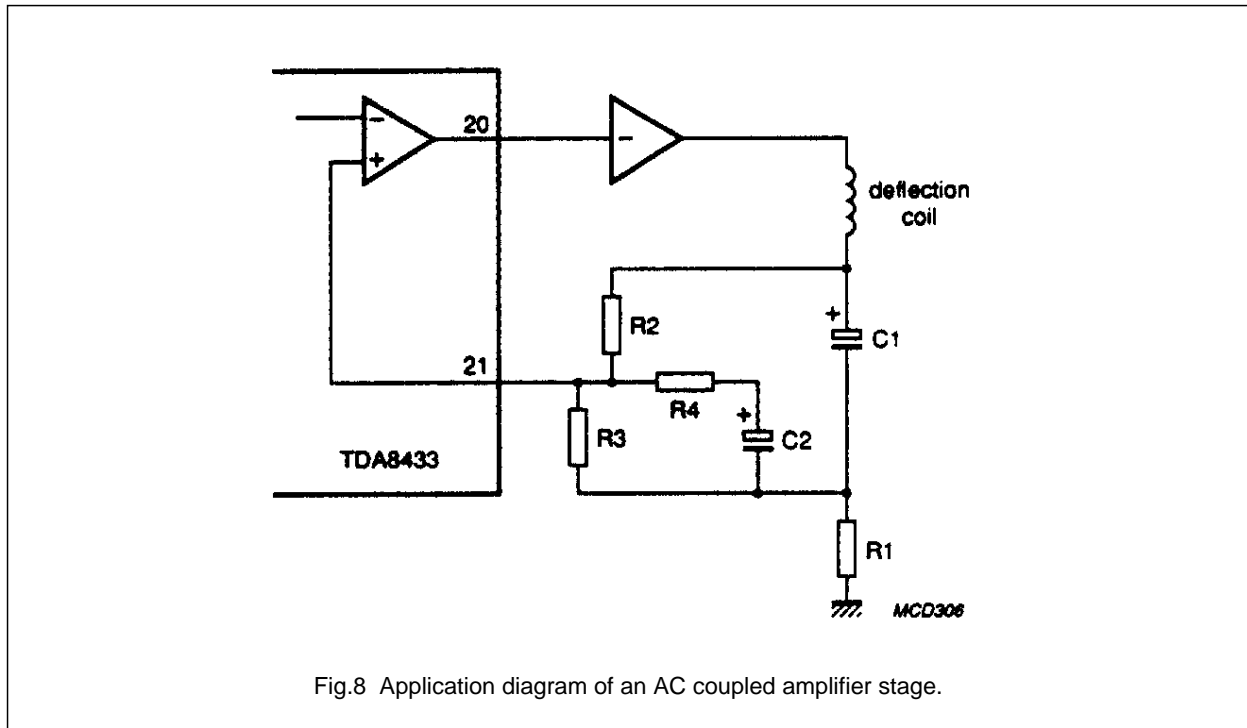 20
−
+
−
deflection
coil
R2
+
C1
21
R4
+
R3
C2
TDA8433
R1
MCD306
Fig.8 Application diagram of an AC coupled amplifier stage.